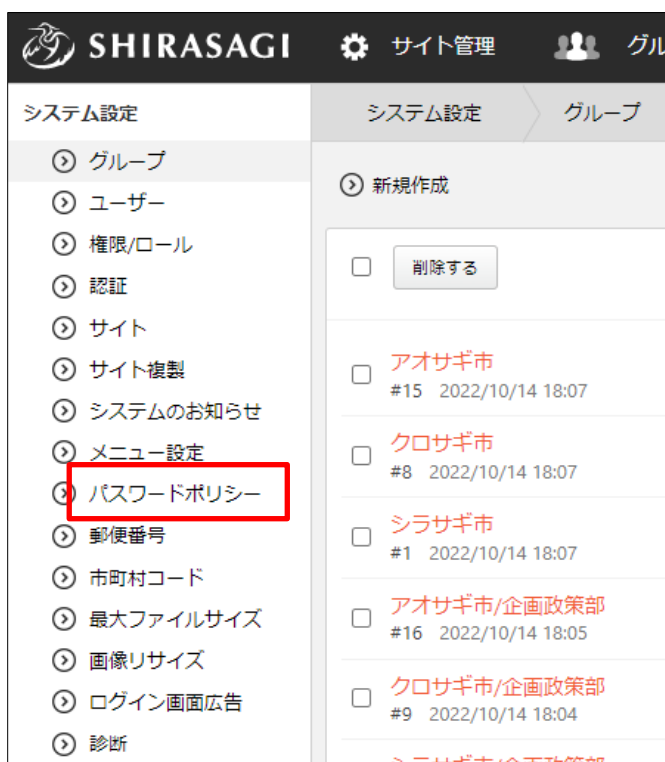 SHIRASAGI
サイト管理
グル
システム設定
グループ
ユーザー
権限/ロール
認証
サイト
サイト複製
システムのお知らせ
メニュー設定
パスワードポリシー
郵便番号
市町村コード
最大ファイルサイズ
画像リサイズ
ログイン画面広告
診断
システム設定
グループ
新規作成
削除する
アオサギ市
#15 2022/10/14 18:07
クロサギ市
#8 2022/10/14 18:07
シラサギ市
#1 2022/10/14 18:07
アオサギ市/企画政策部
#16 2022/10/14 18:05
クロサギ市/企画政策部
#9 2022/10/14 18:04